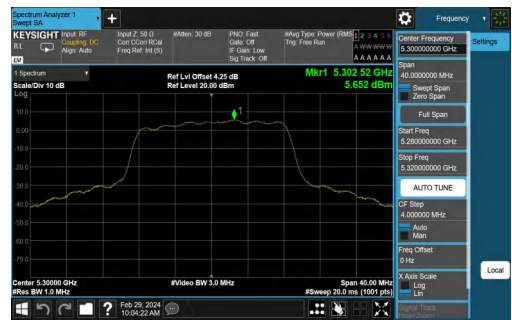 Spectrum Analyzer 1
Swept SA
Frequency
KEYSIGHT
RL
Input: RF
Coupling: DC
Align: Auto
Input Z: 50 Ω
Corr CCorr RCal
Freq Ref: Int (S)
#Atten: 30 dB
PNO: Fast
Gate: Off
IF Gain: Low
Sig Track: Off
#Avg Type: Power (RMS
Trig: Free Run
1 2 3 4 5 6
A W W W W W
A A A A A A
LV
1 Spectrum
Scale/Div 10 dB
Log
Ref Lvl Offset 4.25 dB
Ref Level 20.00 dBm
Mkr1 5.302 52 GHz
5.652 dBm
1
10.0
0.00
-10.0
-20.0
-30.0
-40.0
-50.0
-60.0
-70.0
Center 5.30000 GHz
#Res BW 1.0 MHz
#Video BW 3.0 MHz
Span 40.00 MHz
#Sweep 20.0 ms (1001 pts)
Center Frequency
5.300000000 GHz
Span
40.0000000 MHz
Swept Span
Zero Span
Full Span
Start Freq
5.280000000 GHz
Stop Freq
5.320000000 GHz
AUTO TUNE
CF Step
4.000000 MHz
Auto
Man
Freq Offset
0 Hz
X Axis Scale
Log
Lin
Signal Track
Settings
Local
?
Feb 29, 2024
10:04:22 AM